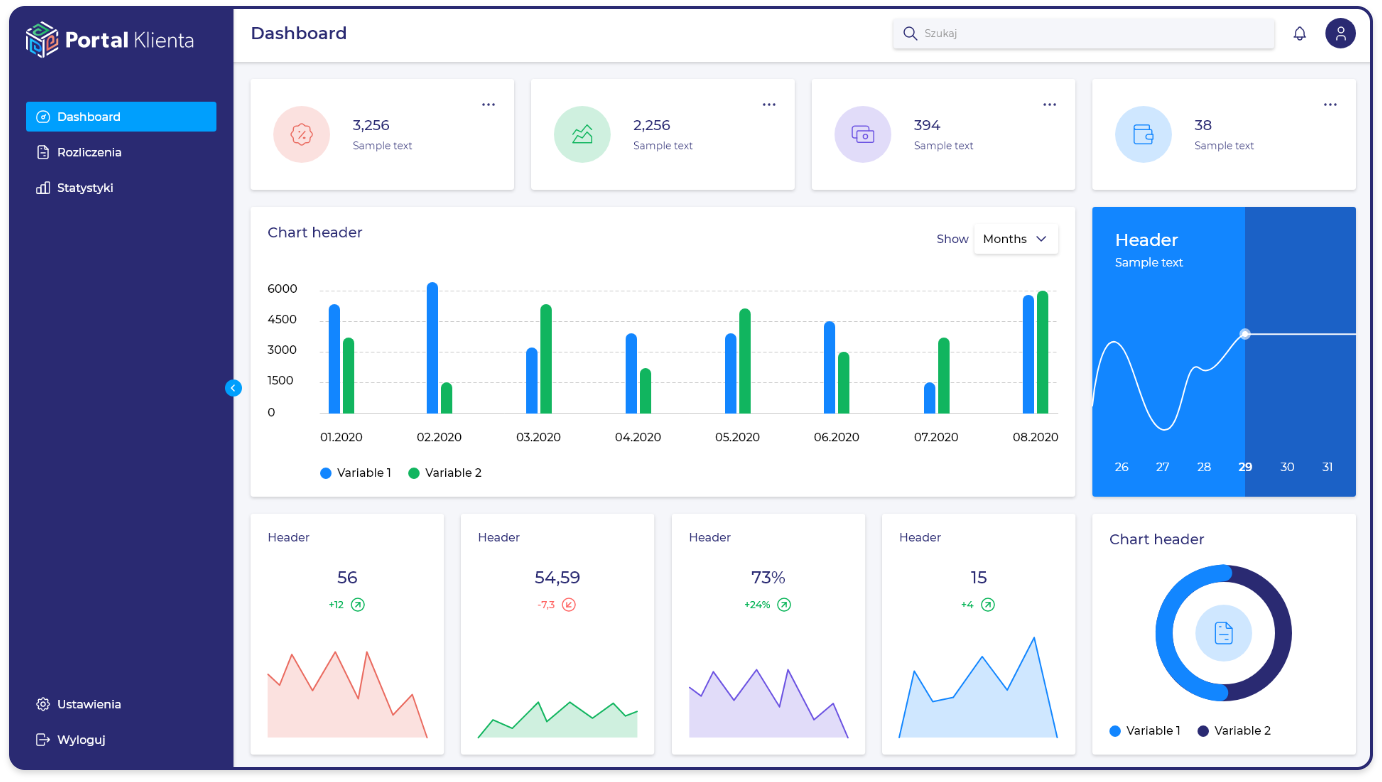 Portal Klienta
Dashboard
Szukaj
Dashboard
Rozliczenia
Statystyki
Ustawienia
Wyloguj
3,256
Sample text
2,256
Sample text
394
Sample text
38
Sample text
Chart header
Show Months
6000
4500
3000
1500
0
01.2020 02.2020 03.2020 04.2020 05.2020 06.2020 07.2020 08.2020
Variable 1 Variable 2
Header
Sample text
26 27 28 29 30 31
Header
56
+12
Header
54,59
-7,3
Header
73%
+24%
Header
15
+4
Chart header
Variable 1 Variable 2